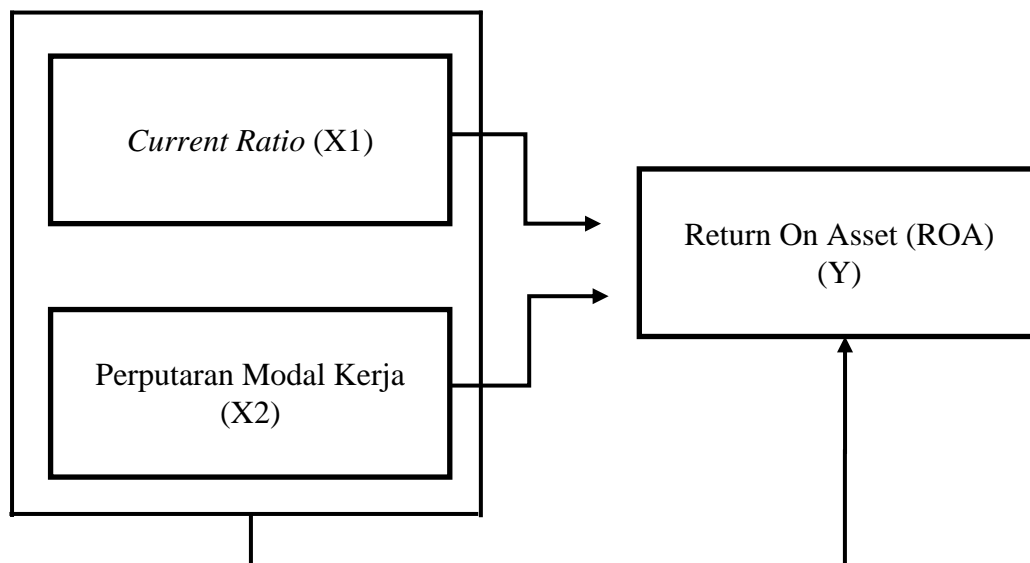 Current Ratio (X1)
Return On Asset (ROA)
(Y)
Perputaran Modal Kerja
(X2)